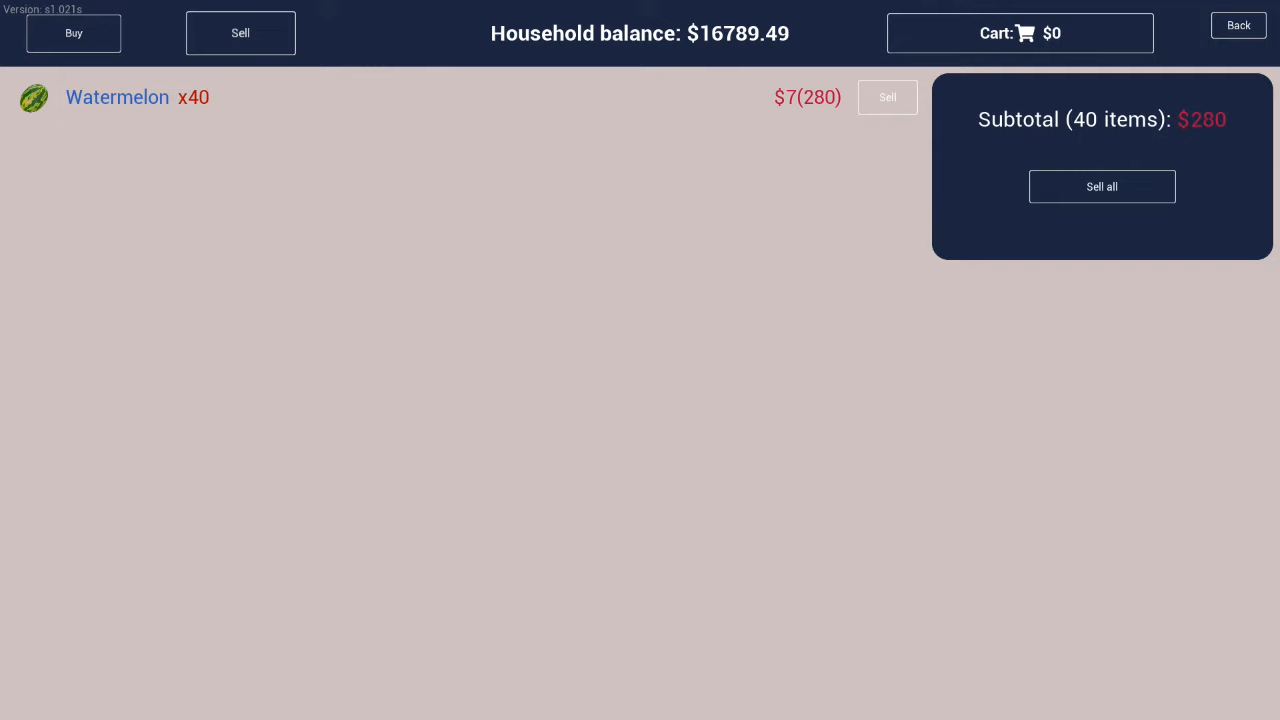 Version: s1 021s
Buy
Sell
Household balance: $16789.49
Cart: $0
Back
Watermelon x40
$7(280)
Sell
Subtotal (40 items): $280
Sell all